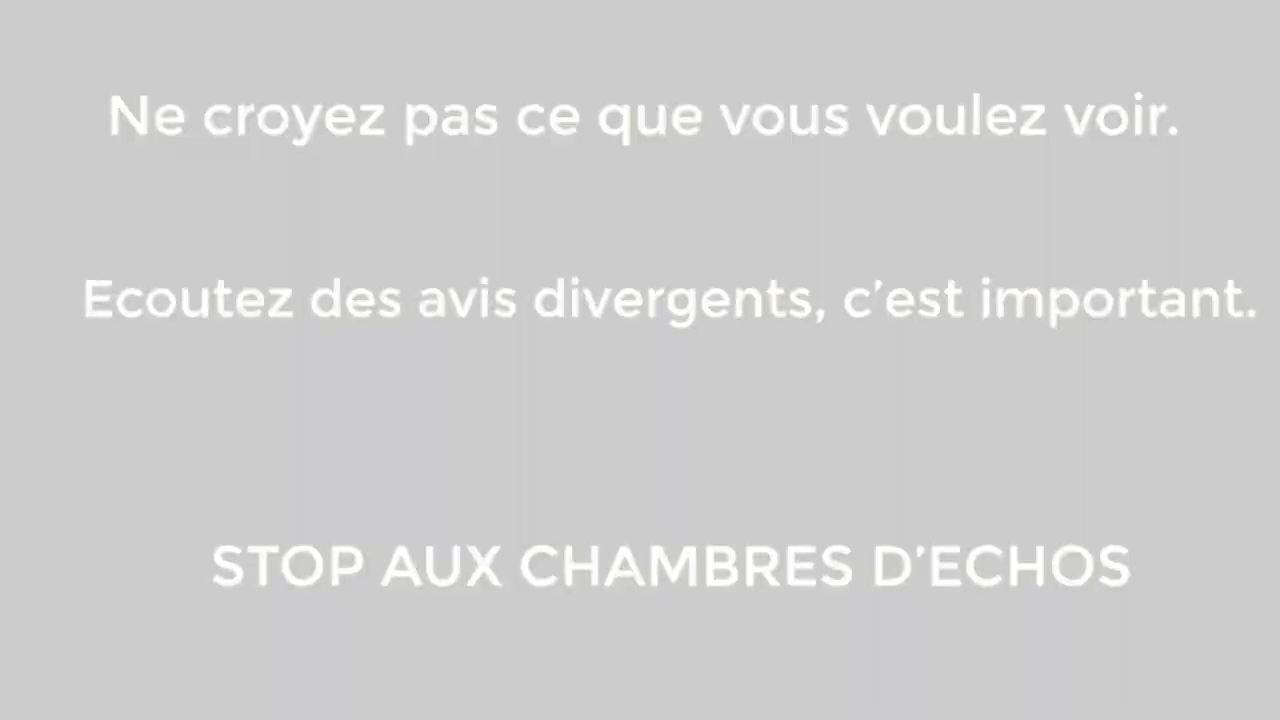 Ne croyez pas ce que vous voulez voir.
Ecoutez des avis divergents, c’est important.
STOP AUX CHAMBRES D’ECHOS